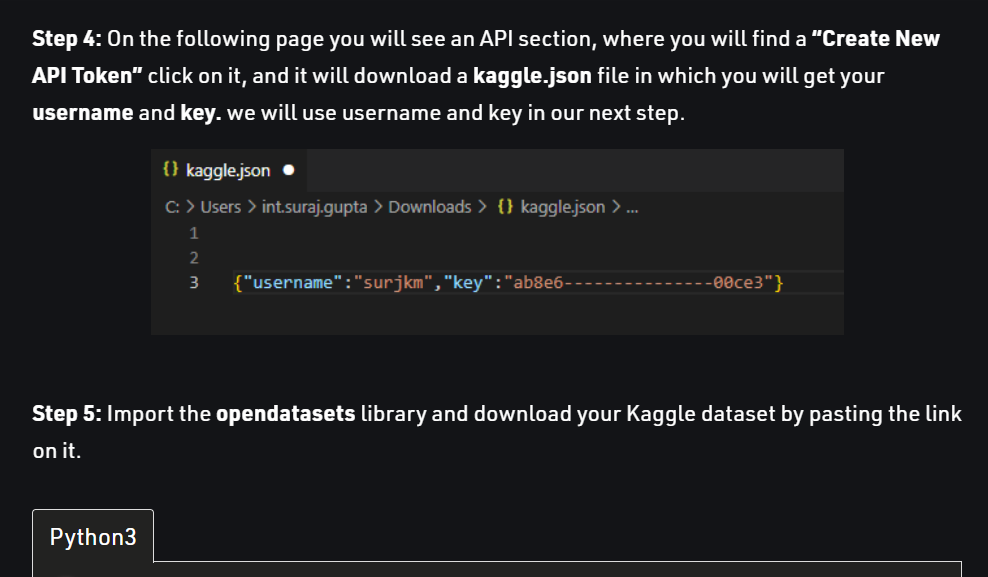 Step 4: On the following page you will see an API section, where you will find a “Create New
API Token” click on it, and it will download a kaggle.json file in which you will get your
username and key. we will use username and key in our next step.
{} kaggle.json ●
C: > Users > int.suraj.gupta > Downloads > {} kaggle.json > ...
1
2
3 {"username":"surjkm","key":"ab8e6---------------00ce3"}
Step 5: Import the opendatasets library and download your Kaggle dataset by pasting the link
on it.
Python3